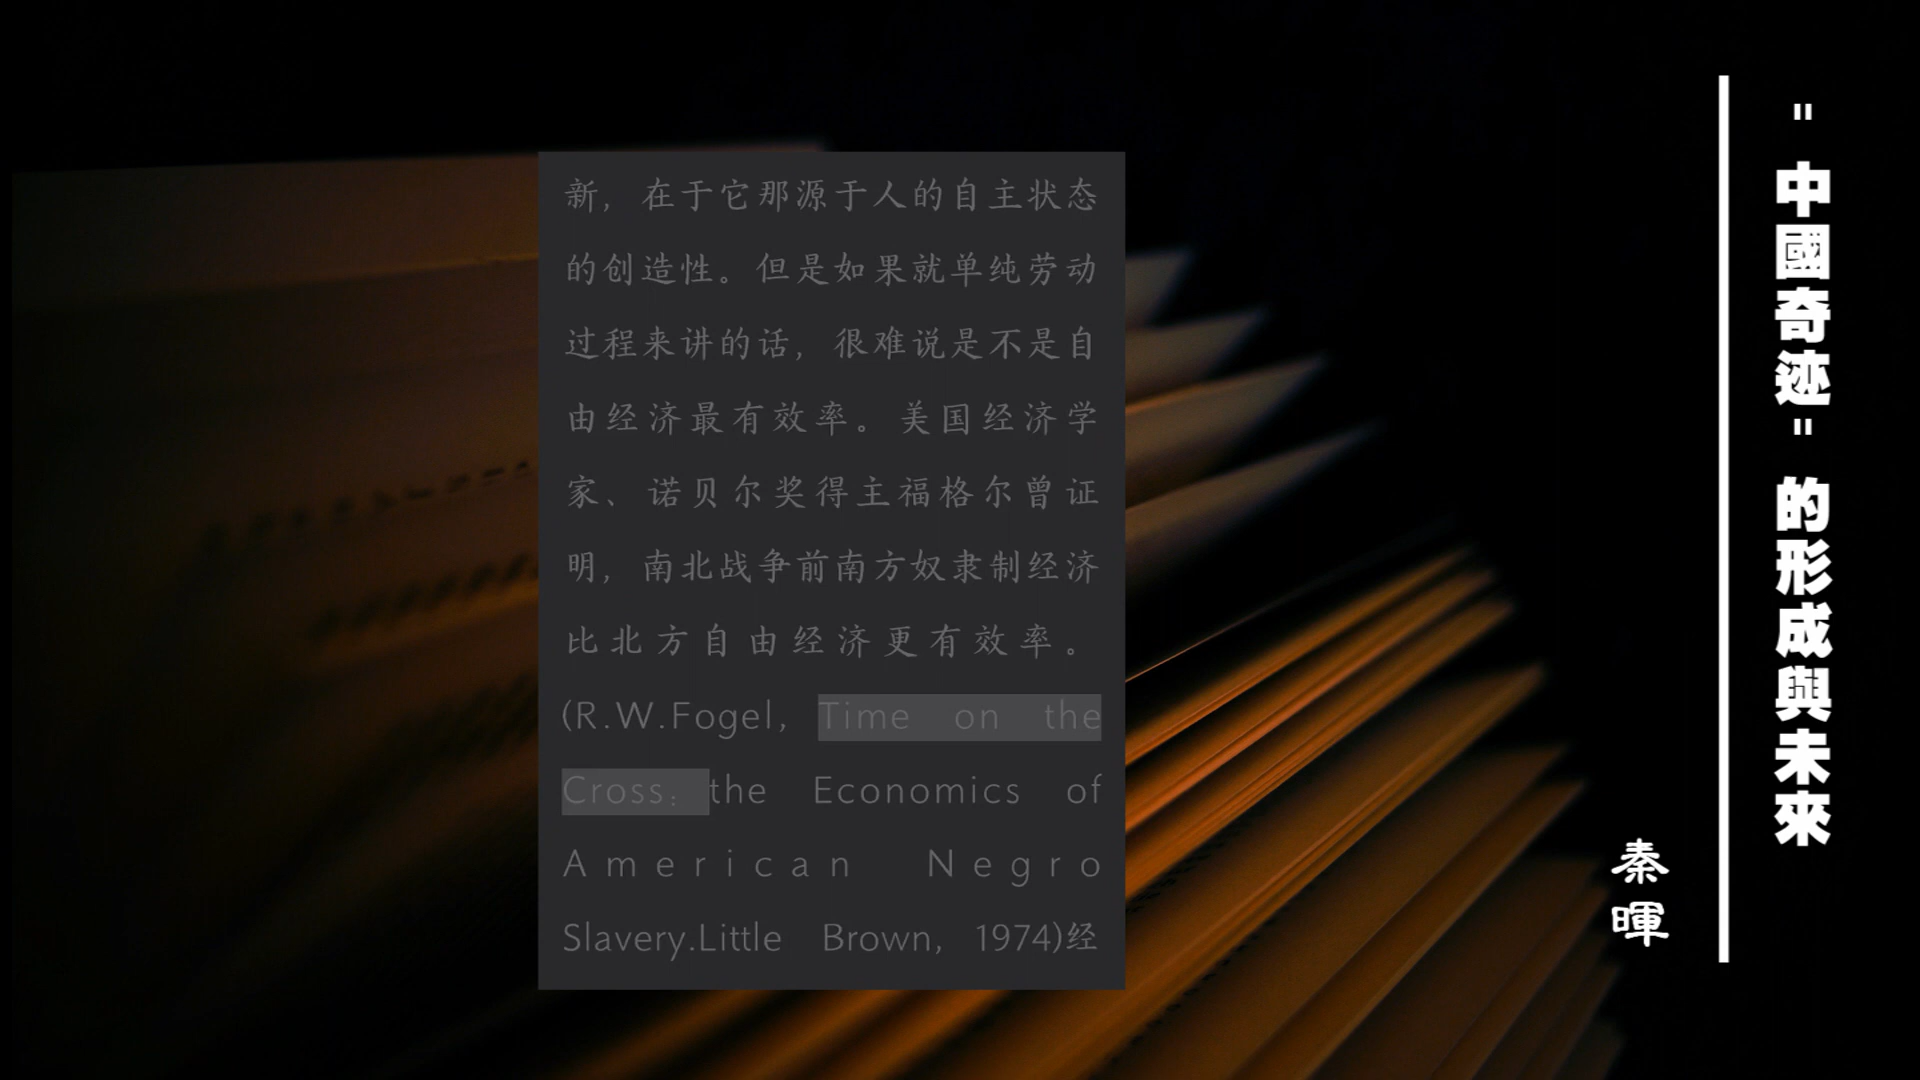 新，在于它那源于人的自主状态
的创造性。但是如果就单纯劳动
过程来讲的话，很难说是不是自
由经济最有效率。美国经济学
家、诺贝尔奖得主福格尔曾证
明，南北战争前南方奴隶制经济
比北方自由经济更有效率。
(R.W.Fogel, Time on the
Cross: the Economics of
American Negro
Slavery.Little Brown, 1974)经
"中國奇迹"的形成與未來
秦暉